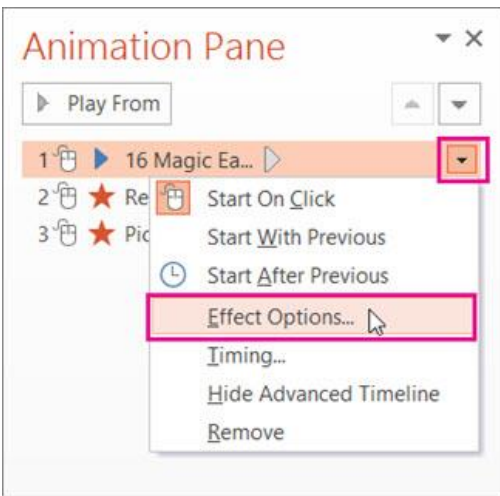 Animation Pane
Play From
1 16 Magic Ea...
2 Re
Start On Click
Start With Previous
3 Pic
Start After Previous
Effect Options...
Timing...
Hide Advanced Timeline
Remove